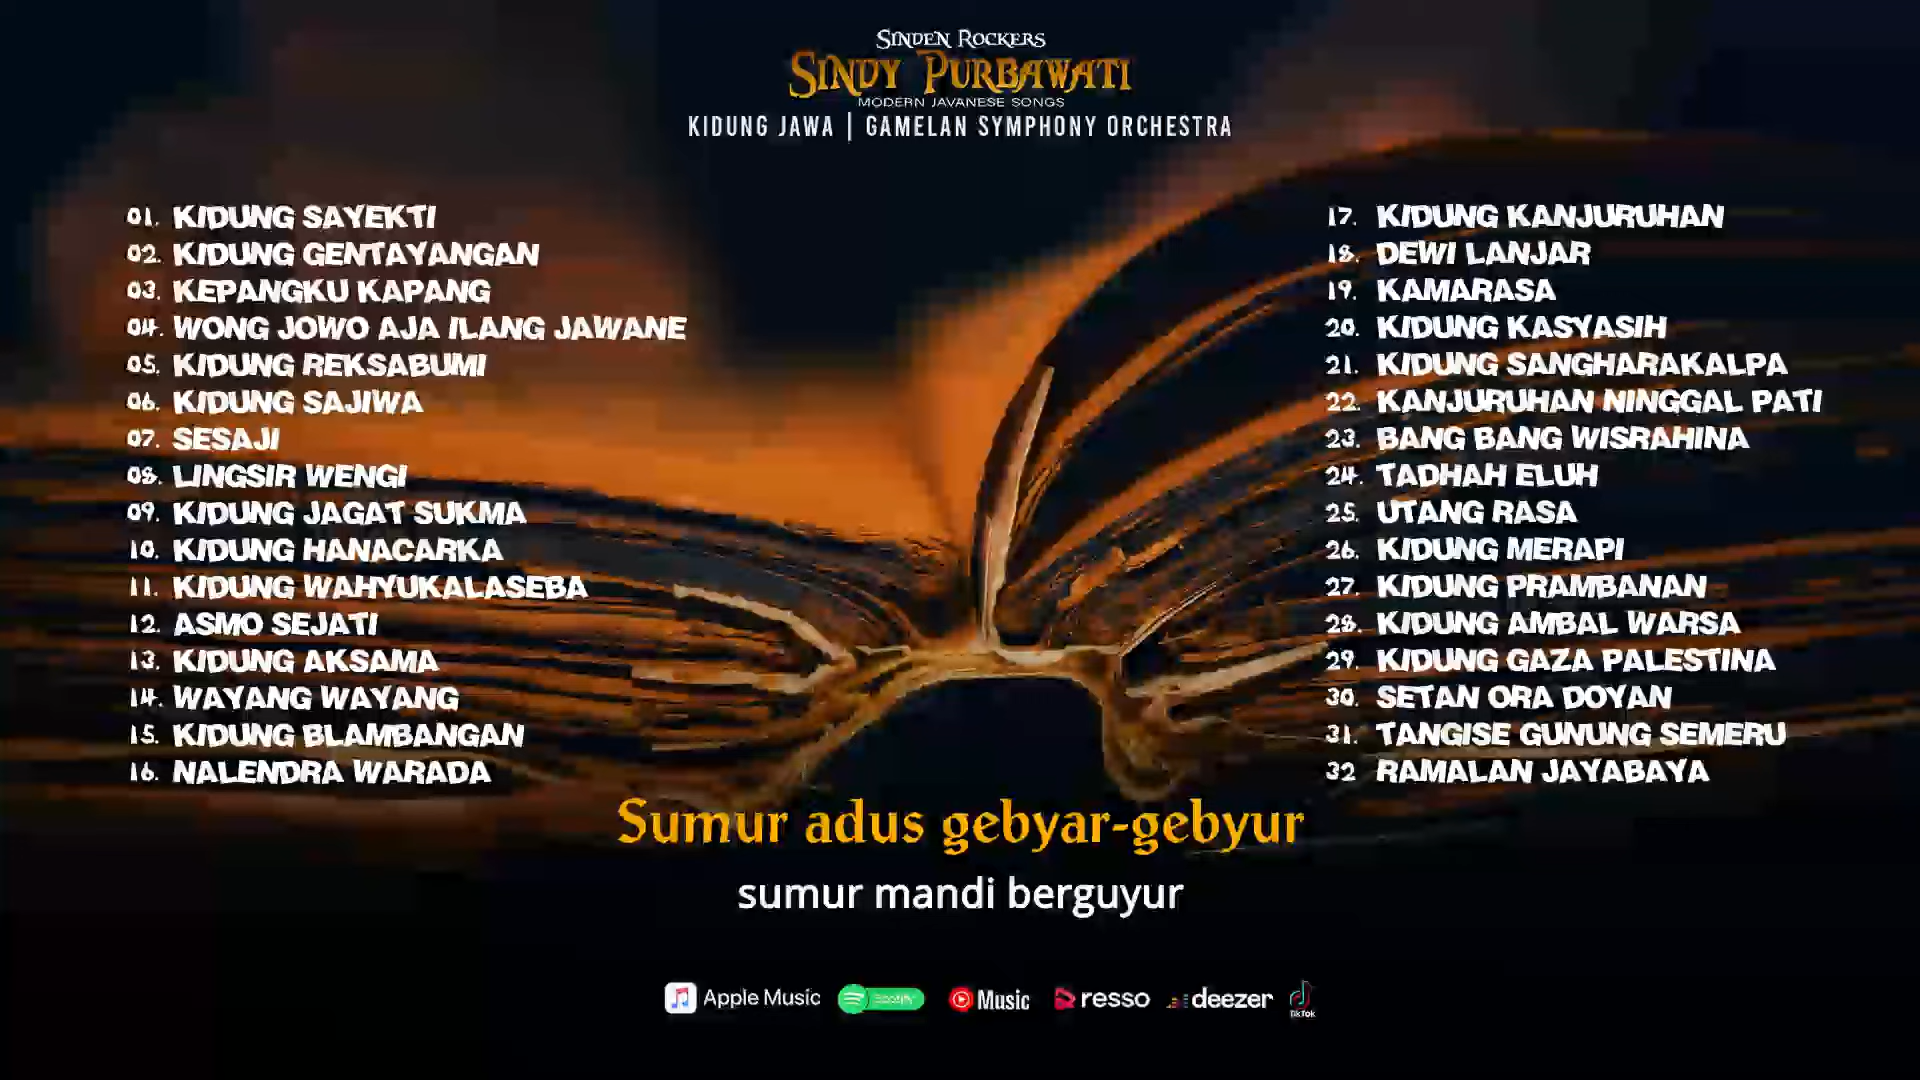 SINDEN ROCKERS
SINDY PURBAWATI
MODERN JAVANESE SONGS
KIDUNG JAWA | GAMELAN SYMPHONY ORCHESTRA
01. KIDUNG SAYEKTI
02. KIDUNG GENTAYANGAN
03. KEPANGKU KAPANG
04. WONG JOWO AJA ILANG JAWANE
05. KIDUNG REKSABUMI
06. KIDUNG SAJIWA
07. SESAJI
08. LINGSIR WENGI
09. KIDUNG JAGAT SUKMA
10. KIDUNG HANACARKA
11. KIDUNG WAHYUKALASEBA
12. ASMO SEJATI
13. KIDUNG AKSAMA
14. WAYANG WAYANG
15. KIDUNG BLAMBANGAN
16. NALENDRA WARADA
17. KIDUNG KANJURUHAN
18. DEWI LANJAR
19. KAMARASA
20. KIDUNG KASYASIH
21. KIDUNG SANGHARAKALPA
22. KANJURUHAN NINGGAL PATI
23. BANG BANG WISRAHINA
24. TADHAH ELUH
25. UTANG RASA
26. KIDUNG MERAPI
27. KIDUNG PRAMBANAN
28. KIDUNG AMBAL WARSA
29. KIDUNG GAZA PALESTINA
30. SETAN ORA DOYAN
31. TANGISE GUNUNG SEMERU
32 RAMALAN JAYABAYA
Sumur adus gebyar-gebyur
sumur mandi berguyur
Apple Music Spotify Music resso deezer TikTok